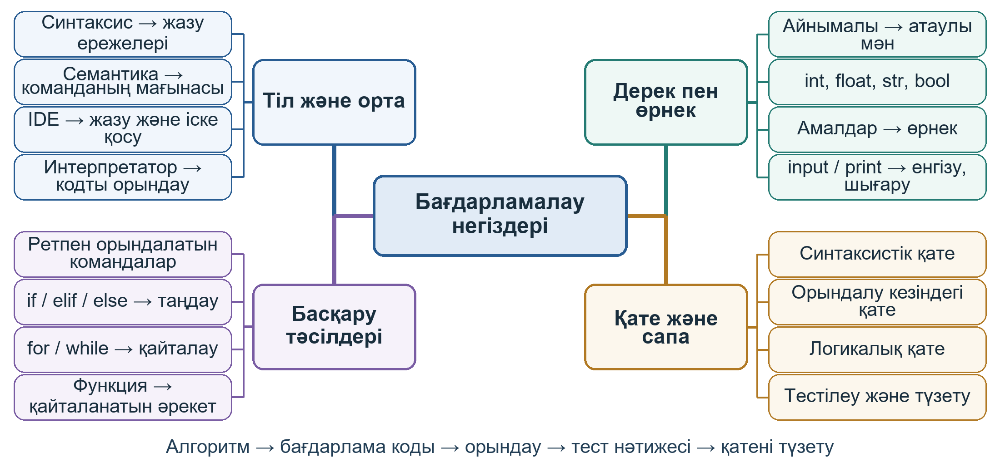 Синтаксис → жазу
ережелері
Семантика →
команданың мағынасы
IDE → жазу және іске
қосу
Интерпретатор →
кодты орындау
Тіл және орта
Дерек пен
өрнек
Айнымалы → атаулы
мән
int, float, str, bool
Амалдар → өрнек
input / print → енгізу,
шығару
Бағдарламалау
негіздері
Ретпен орындалатын
командалар
if / elif / else → таңдау
for / while → қайталау
Функция →
қайталанатын әрекет
Басқару
тәсілдері
Қате және
сапа
Синтаксистік қате
Орындалу кезіндегі
қате
Логикалық қате
Тестілеу және түзету
Алгоритм → бағдарлама коды → орындау → тест нәтижесі → қатені түзету